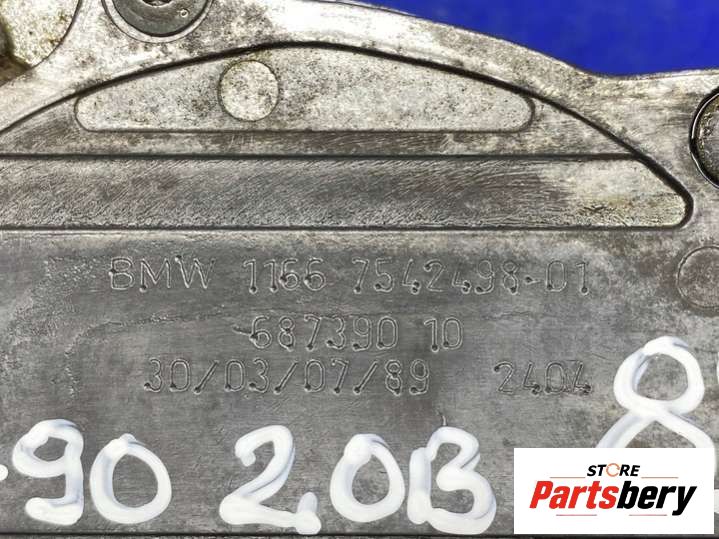 BMW 1166 7542498-01
687390 10
30/03/07/89 2404
90 2.0B 8
STORE
Partsbery